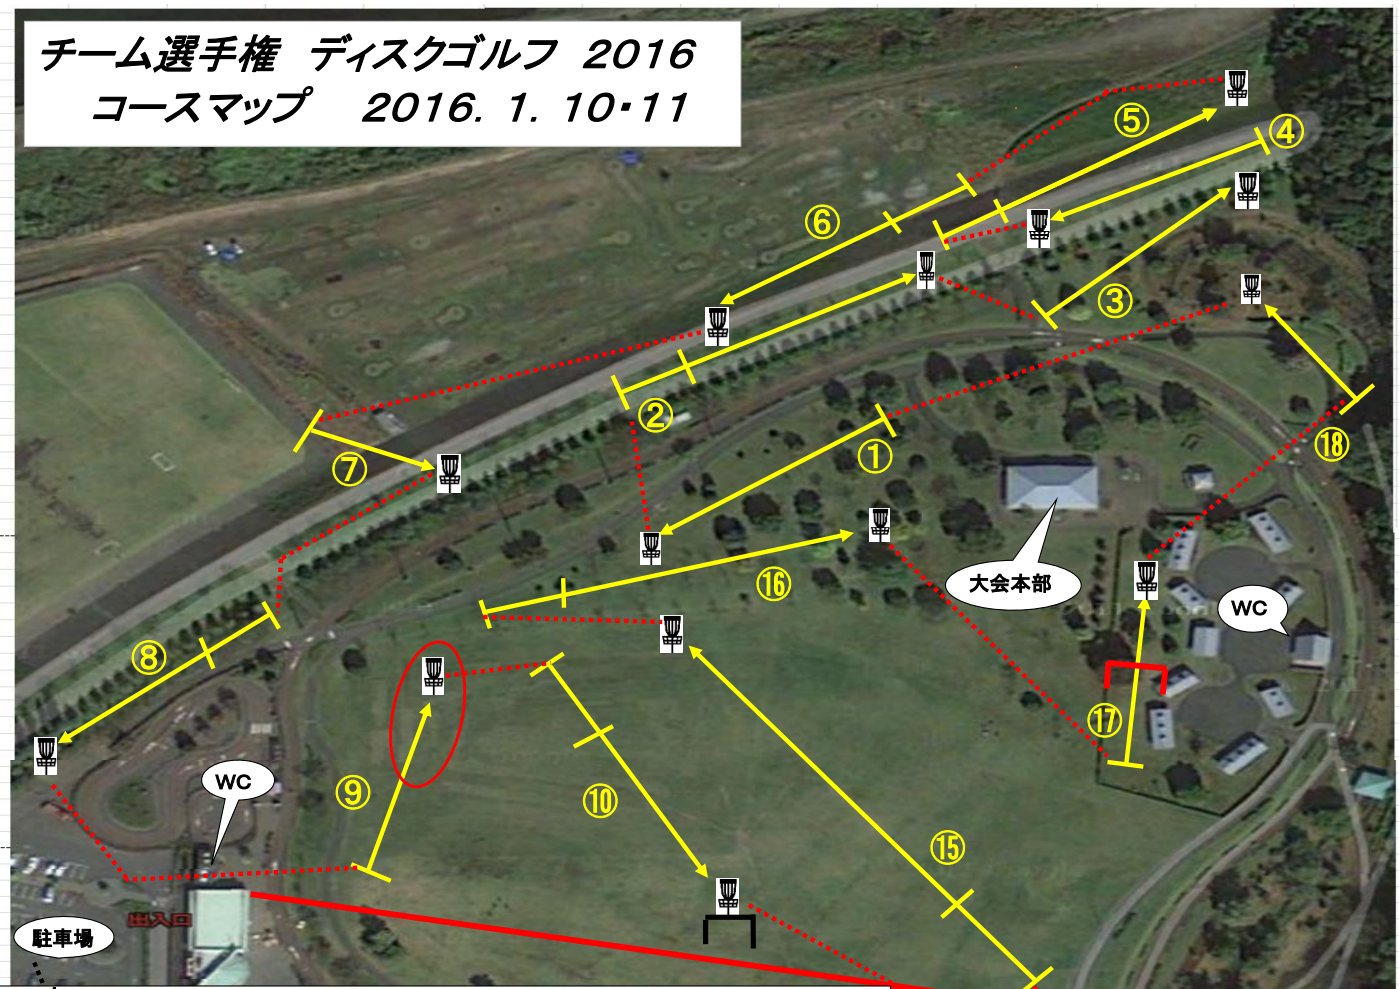 チーム選手権 ディスクゴルフ 2016
コースマップ 2016. 1. 10・11
⑤
④
⑥
③
②
①
⑱
⑦
大会本部
⑯
WC
⑧
⑰
WC
⑨
⑩
⑮
出入口
駐車場